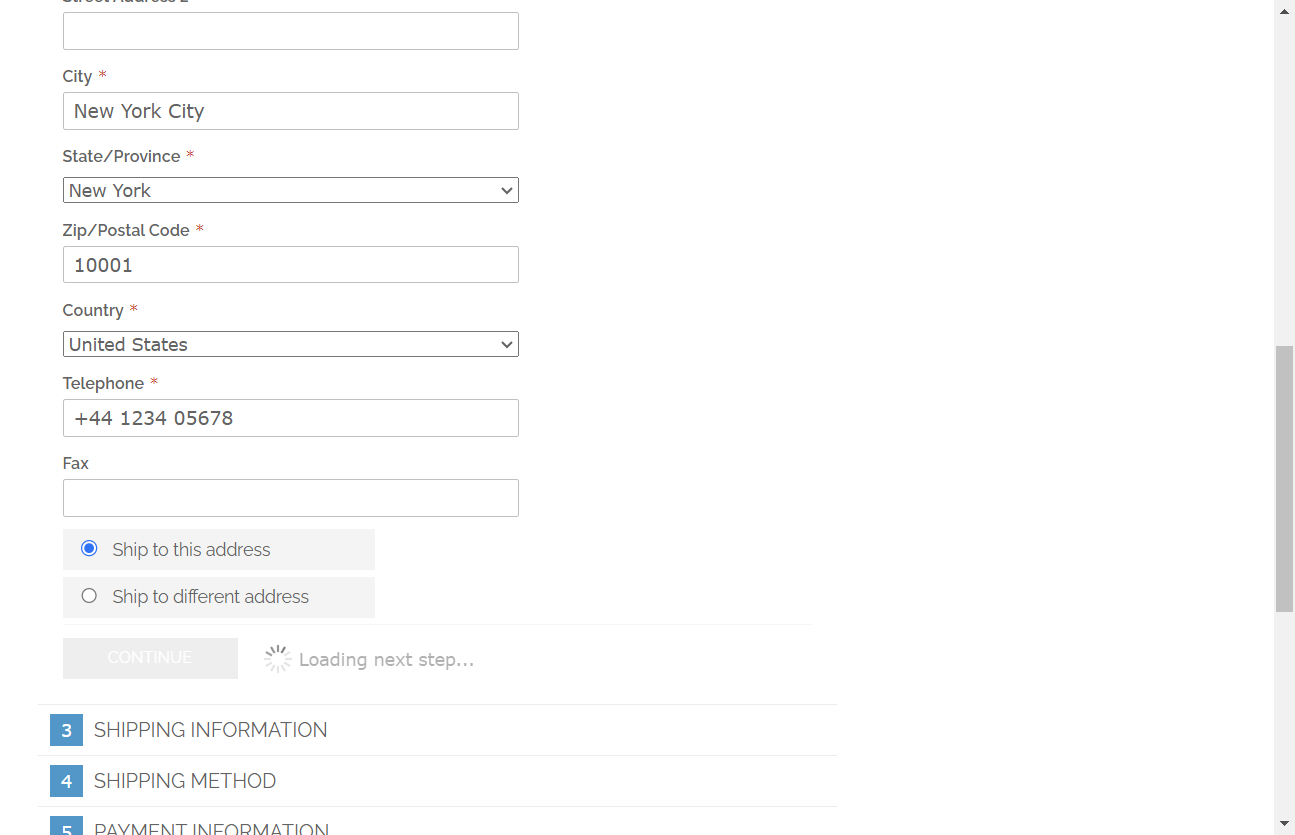 Street Address 2
City *
New York City
State/Province *
New York
Zip/Postal Code *
10001
Country *
United States
Telephone *
+44 1234 05678
Fax
Ship to this address
Ship to different address
CONTINUE
Loading next step...
3 SHIPPING INFORMATION
4 SHIPPING METHOD
5 PAYMENT INFORMATION